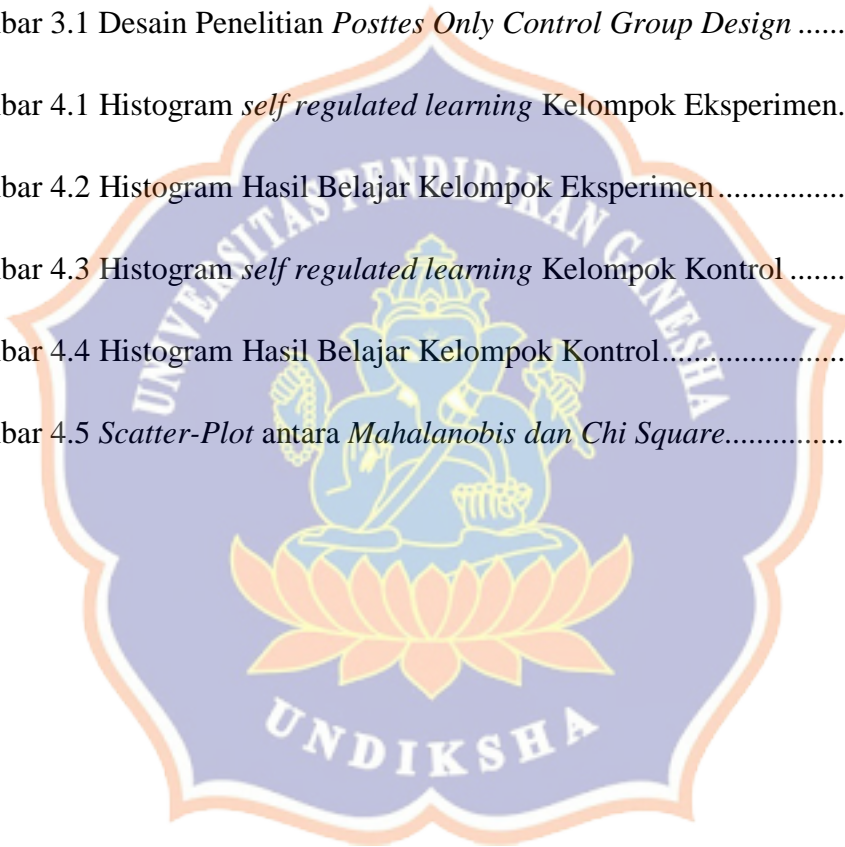 bar 3.1 Desain Penelitian Posttes Only Control Group Design ......
bar 4.1 Histogram self regulated learning Kelompok Eksperimen.
bar 4.2 Histogram Hasil Belajar Kelompok Eksperimen ...............
bar 4.3 Histogram self regulated learning Kelompok Kontrol .......
bar 4.4 Histogram Hasil Belajar Kelompok Kontrol.....................
bar 4.5 Scatter-Plot antara Mahalanobis dan Chi Square...............
UNIVERSITAS PENDIDIKAN GANESHA
UNDIKSHA